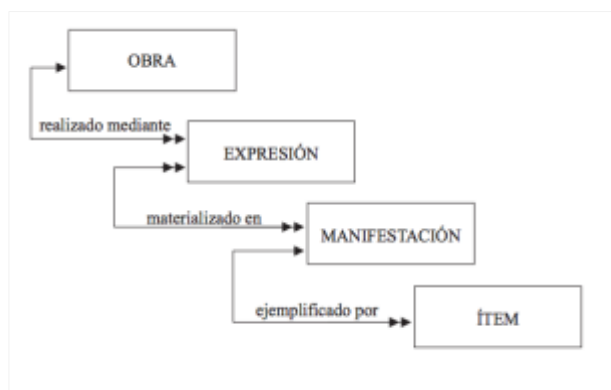 OBRA
realizado mediante
EXPRESIÓN
materializado en
MANIFESTACIÓN
ejemplificado por
ÍTEM